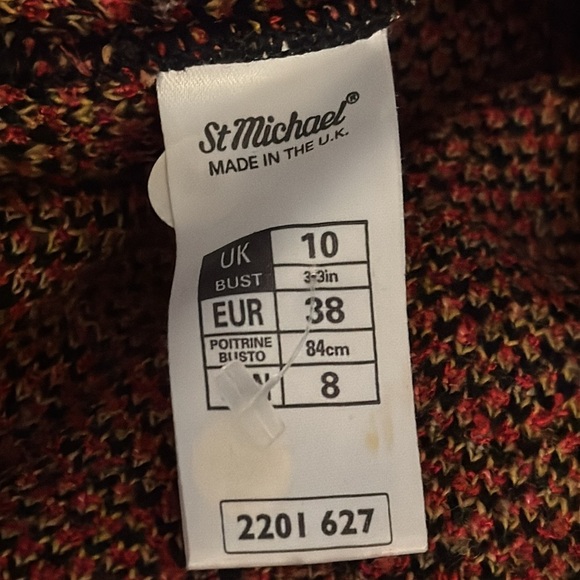 St Michael®
MADE IN THE U.K.
UK 10
BUST 33in
EUR 38
POITRINE
BUSTO 84cm
8
2201 627